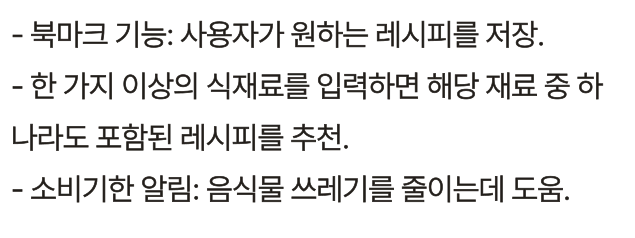 - 북마크 기능: 사용자가 원하는 레시피를 저장.
- 한 가지 이상의 식재료를 입력하면 해당 재료 중 하
나라도 포함된 레시피를 추천.
- 소비기한 알림: 음식물 쓰레기를 줄이는데 도움.